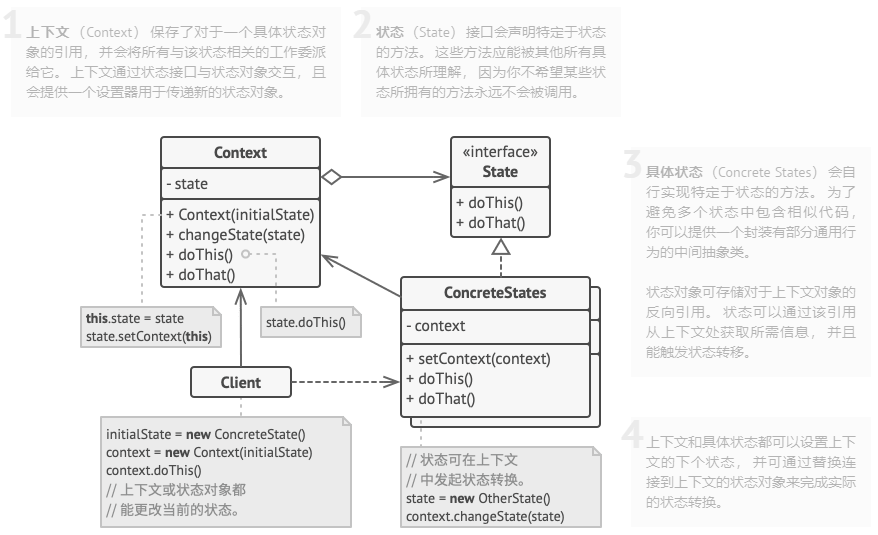 1
上下文（Context） 保存了对于一个具体状态对
象的引用， 并会将所有与该状态相关的工作委派
给它。 上下文通过状态接口与状态对象交互， 且
会提供一个设置器用于传递新的状态对象。
2
状态（State） 接口会声明特定于状态
的方法。 这些方法应能被其他所有具
体状态所理解， 因为你不希望某些状
态所拥有的方法永远不会被调用。
Context
- state
+ Context(initialState)
+ changeState(state)
+ doThis()
+ doThat()
«interface»
State
+ doThis()
+ doThat()
3
具体状态（Concrete States） 会自
行实现特定于状态的方法。 为了
避免多个状态中包含相似代码，
你可以提供一个封装有部分通用行
为的中间抽象类。
状态对象可存储对于上下文对象的
反向引用。 状态可以通过该引用
从上下文处获取所需信息， 并且
能触发状态转移。
this.state = state
state.setContext(this)
state.doThis()
ConcreteStates
- context
+ setContext(context)
+ doThis()
+ doThat()
Client
initialState = new ConcreteState()
context = new Context(initialState)
context.doThis()
// 上下文或状态对象都
// 能更改当前的状态。
// 状态可在上下文
// 中发起状态转换。
state = new OtherState()
context.changeState(state)
4
上下文和具体状态都可以设置上下
文的下个状态， 并可通过替换连
接到上下文的状态对象来完成实际
的状态转换。